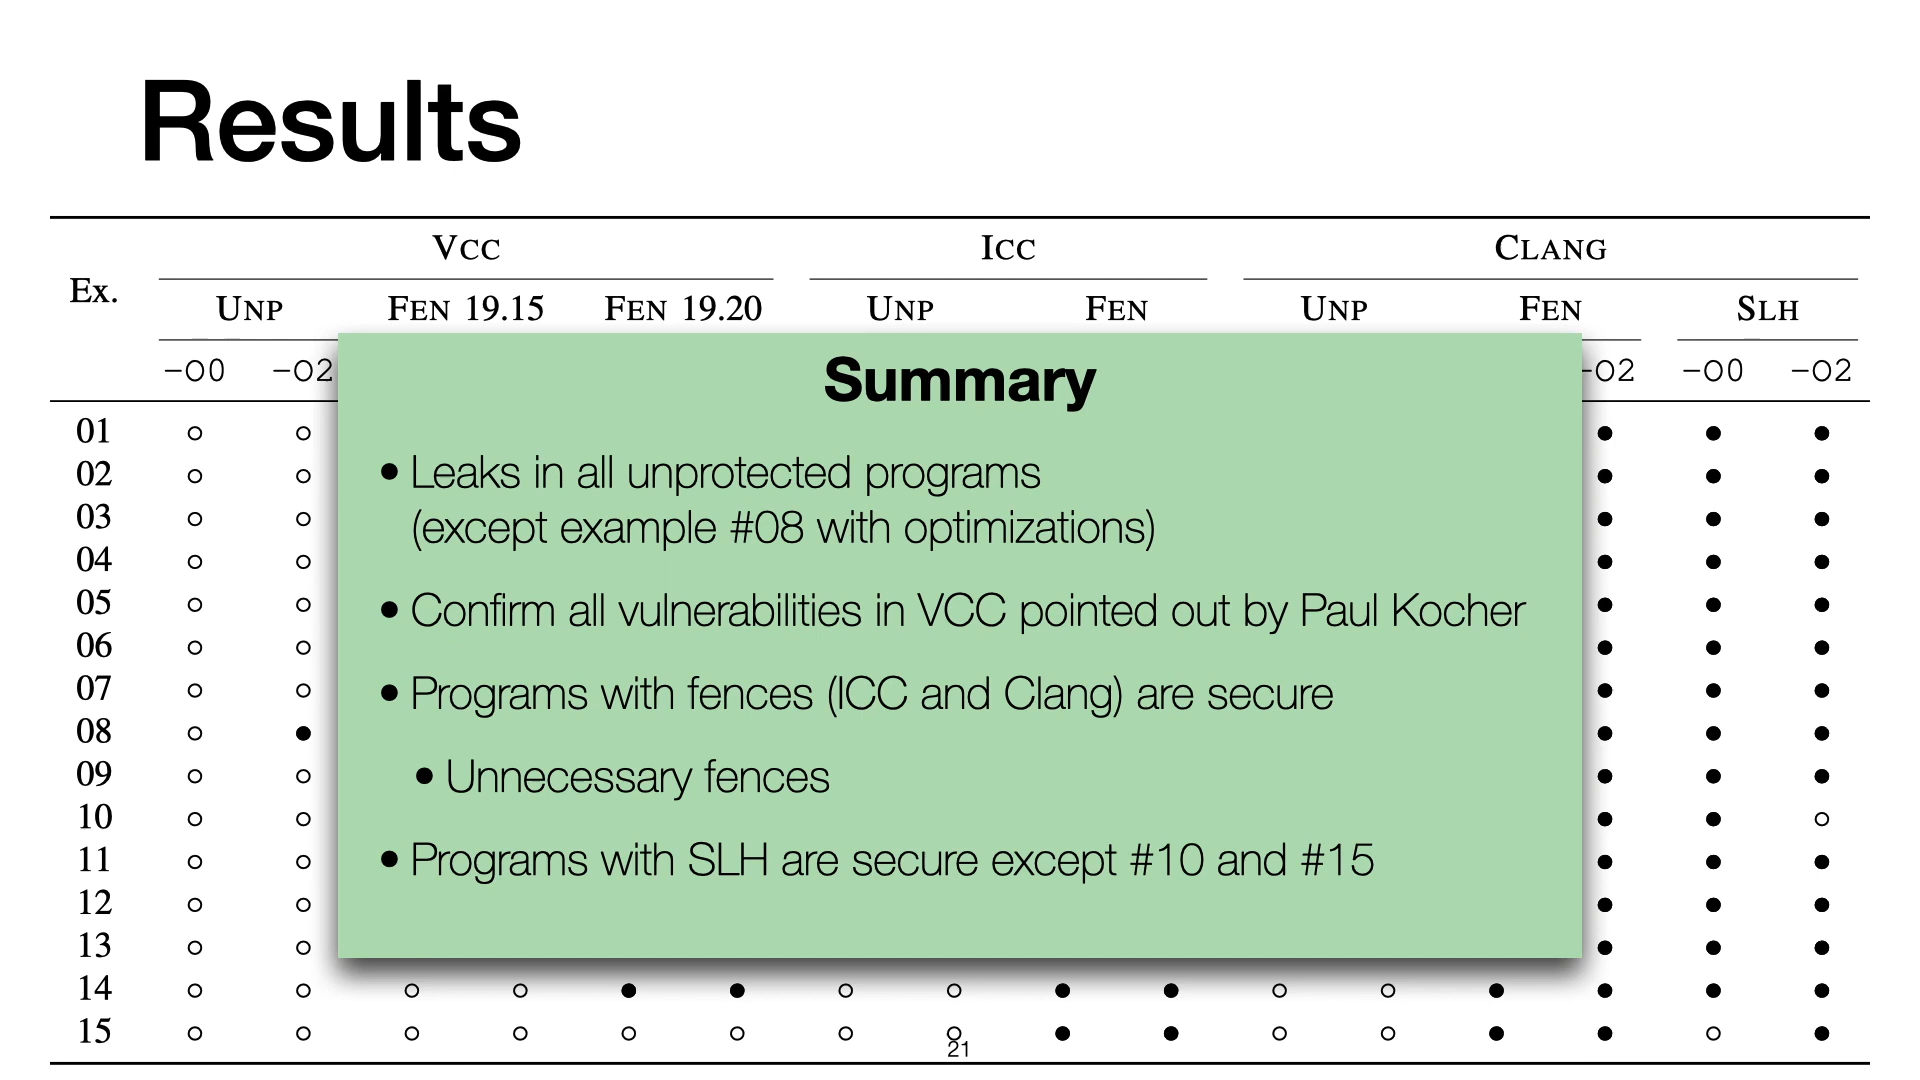 Results
VCC ICC CLANG
Ex.
UNP FEN 19.15 FEN 19.20 UNP FEN UNP FEN SLH
-O0 -O2 -O2 -O0 -O2
Summary
• Leaks in all unprotected programs
(except example #08 with optimizations)
• Confirm all vulnerabilities in VCC pointed out by Paul Kocher
• Programs with fences (ICC and Clang) are secure
• Unnecessary fences
• Programs with SLH are secure except #10 and #15
01 ○ ○ ● ● ●
02 ○ ○ ● ● ●
03 ○ ○ ● ● ●
04 ○ ○ ● ● ●
05 ○ ○ ● ● ●
06 ○ ○ ● ● ●
07 ○ ○ ● ● ●
08 ○ ● ● ● ●
09 ○ ○ ● ● ●
10 ○ ○ ● ● ○
11 ○ ○ ● ● ●
12 ○ ○ ● ● ●
13 ○ ○ ● ● ●
14 ○ ○ ○ ○ ● ● ○ ○ ● ● ○ ○ ● ● ● ●
15 ○ ○ ○ ○ ○ ○ ○ ○ ● ● ○ ○ ● ● ○ ●
21